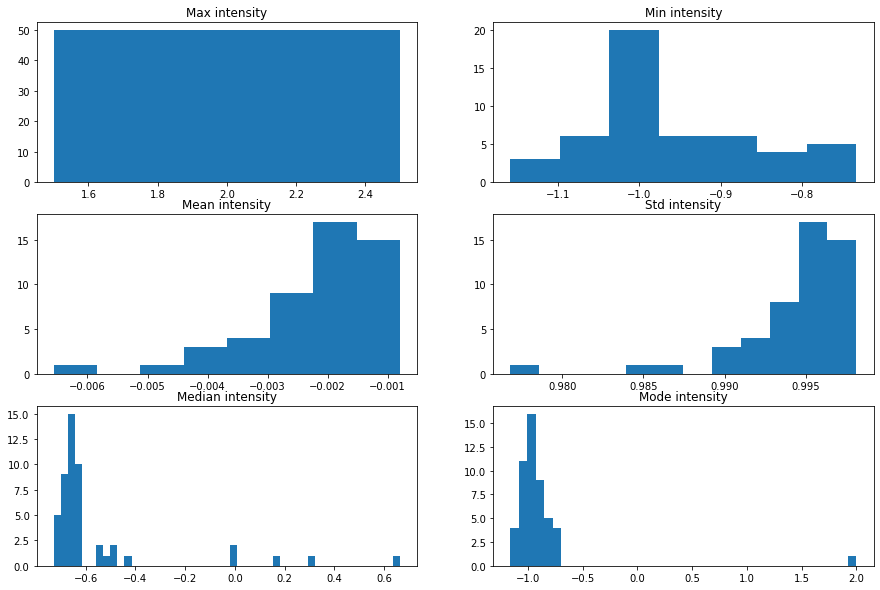 Max intensity
50
40
30
20
10
0
1.6 1.8 2.0 2.2 2.4
Min intensity
20
15
10
5
0
−1.1 −1.0 −0.9 −0.8
Mean intensity
15
10
5
0
−0.006 −0.005 −0.004 −0.003 −0.002 −0.001
Std intensity
15
10
5
0
0.980 0.985 0.990 0.995
Median intensity
15.0
12.5
10.0
7.5
5.0
2.5
0.0
−0.6 −0.4 −0.2 0.0 0.2 0.4 0.6
Mode intensity
15.0
12.5
10.0
7.5
5.0
2.5
0.0
−1.0 −0.5 0.0 0.5 1.0 1.5 2.0